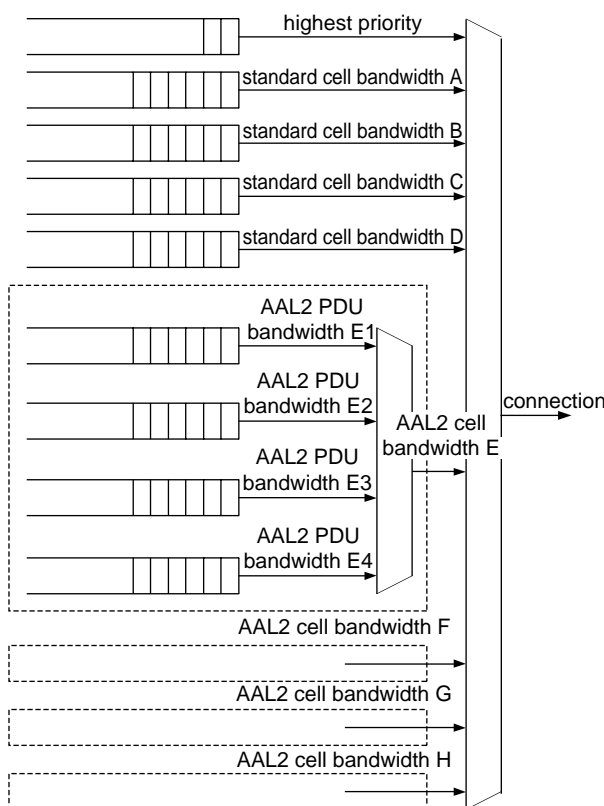 highest priority
standard cell bandwidth A
standard cell bandwidth B
standard cell bandwidth C
standard cell bandwidth D
AAL2 PDU
bandwidth E1
AAL2 PDU
bandwidth E2
AAL2 cell
bandwidth E
connection
AAL2 PDU
bandwidth E3
AAL2 PDU
bandwidth E4
AAL2 cell bandwidth F
AAL2 cell bandwidth G
AAL2 cell bandwidth H